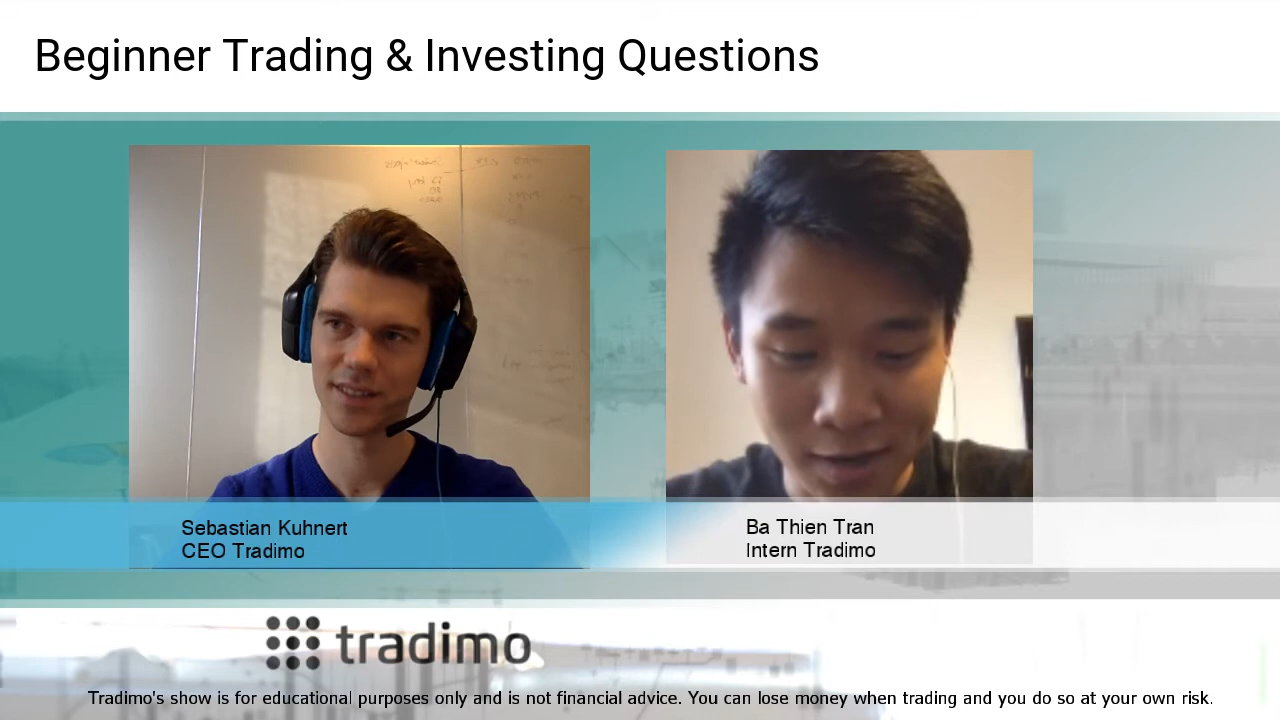 Beginner Trading & Investing Questions
Sebastian Kuhnert
CEO Tradimo
Ba Thien Tran
Intern Tradimo
tradimo
Tradimo's show is for educational purposes only and is not financial advice. You can lose money when trading and you do so at your own risk.